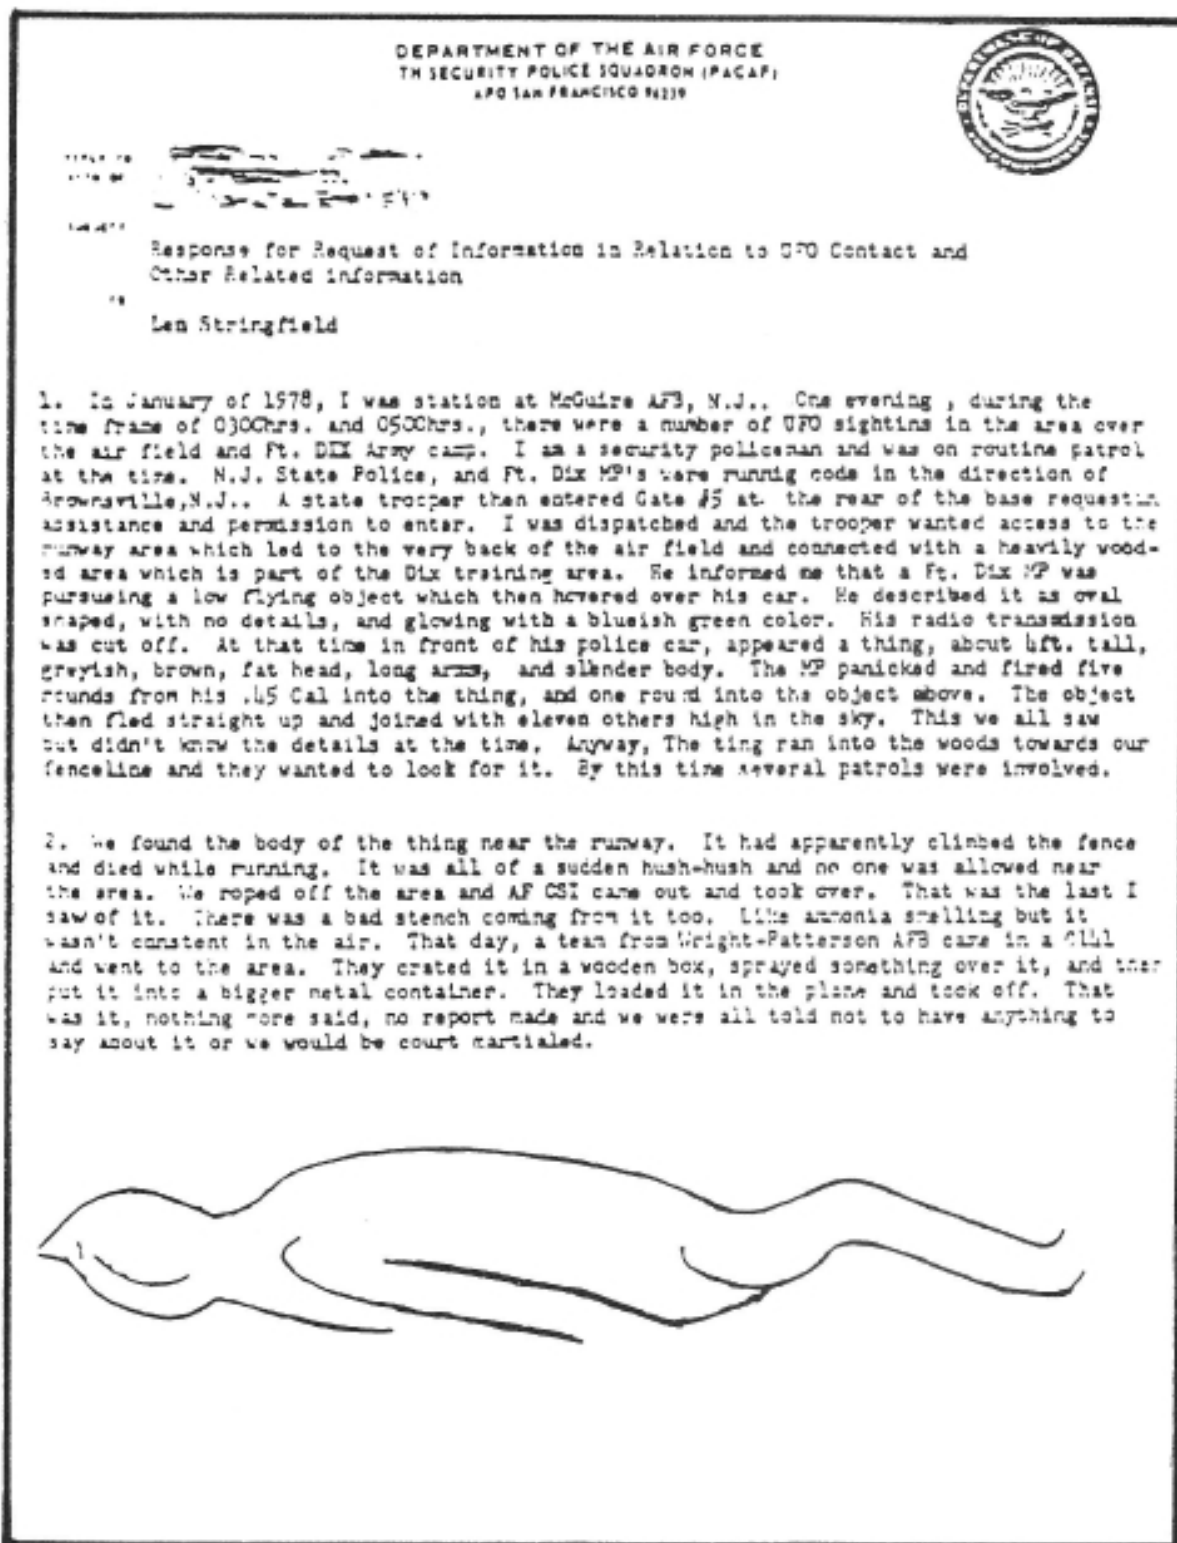 DEPARTMENT OF THE AIR FORCE
TH SECURITY POLICE SQUADRON (PACAF)
APO SAN FRANCISCO 96239
REPLY TO
ATTN OF
SUBJECT
Response for Request of Information in Relation to UFO Contact and
Other Related information
TO
Len Stringfield
1. In January of 1978, I was station at McGuire AFB, N.J.. One evening , during the
time frame of 0300hrs. and 0500hrs., there were a number of UFO sightins in the area over
the air field and Ft. DIX Army camp. I am a security policeman and was on routine patrol
at the time. N.J. State Police, and Ft. Dix MP's were runnig code in the direction of
Brownsville,N.J.. A state trooper then entered Gate #5 at the rear of the base requestin
assistance and permission to enter. I was dispatched and the trooper wanted access to the
runway area which led to the very back of the air field and connected with a heavily wood-
ed area which is part of the Dix training area. He informed me that a Ft. Dix MP was
pursueing a low flying object which then hovered over his car. He described it as oval
shaped, with no details, and glowing with a blueish green color. His radio transmission
was cut off. At that time in front of his police car, appeared a thing, about 4ft. tall,
greyish, brown, fat head, long arms, and slender body. The MP panicked and fired five
rounds from his .45 Cal into the thing, and one round into the object above. The object
then fled straight up and joined with eleven others high in the sky. This we all saw
but didn't know the details at the time. Anyway, The ting ran into the woods towards our
fenceline and they wanted to look for it. By this time several patrols were involved.
2. We found the body of the thing near the runway. It had apparently climbed the fence
and died while running. It was all of a sudden hush-hush and no one was allowed near
the area. We roped off the area and AF OSI came out and took over. That was the last I
saw of it. There was a bad stench coming from it too. Like ammonia smelling but it
wasn't constent in the air. That day, a team from Wright-Patterson AFB came in a C141
and went to the area. They crated it in a wooden box, sprayed something over it, and then
put it into a bigger metal container. They loaded it in the plane and took off. That
was it, nothing more said, no report made and we were all told not to have anything to
say about it or we would be court martialed.